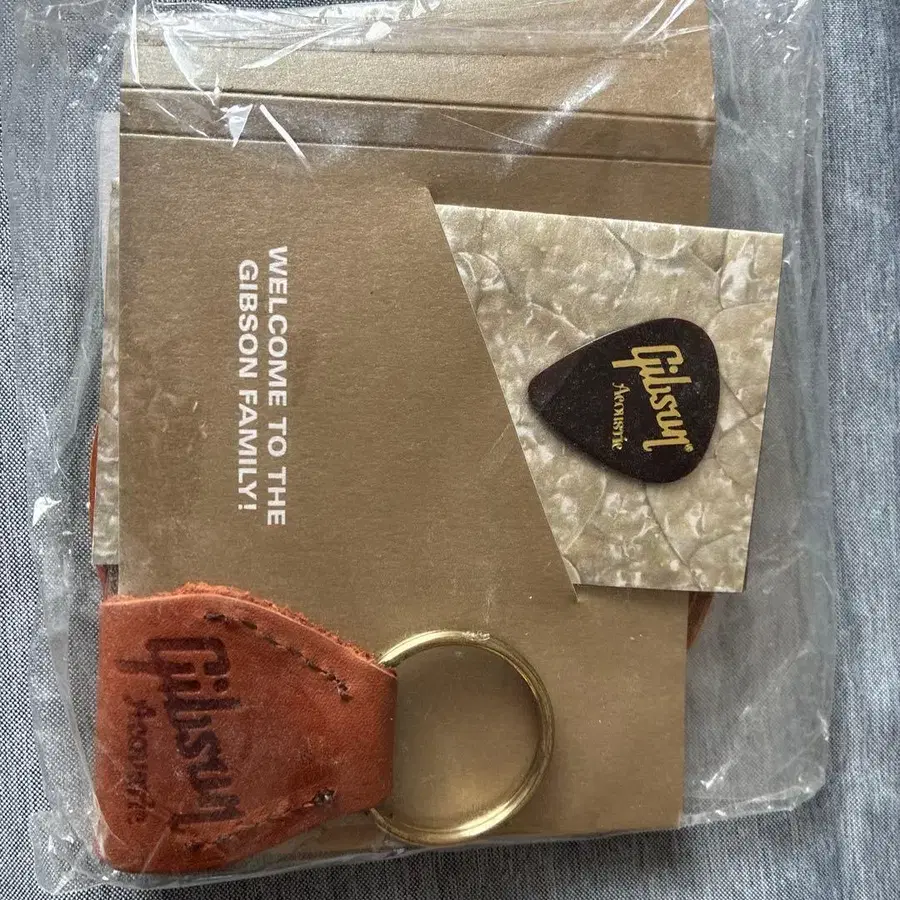 WELCOME TO THE
GIBSON FAMILY!
Gibson®
Acoustic
Gibson
Acoustic